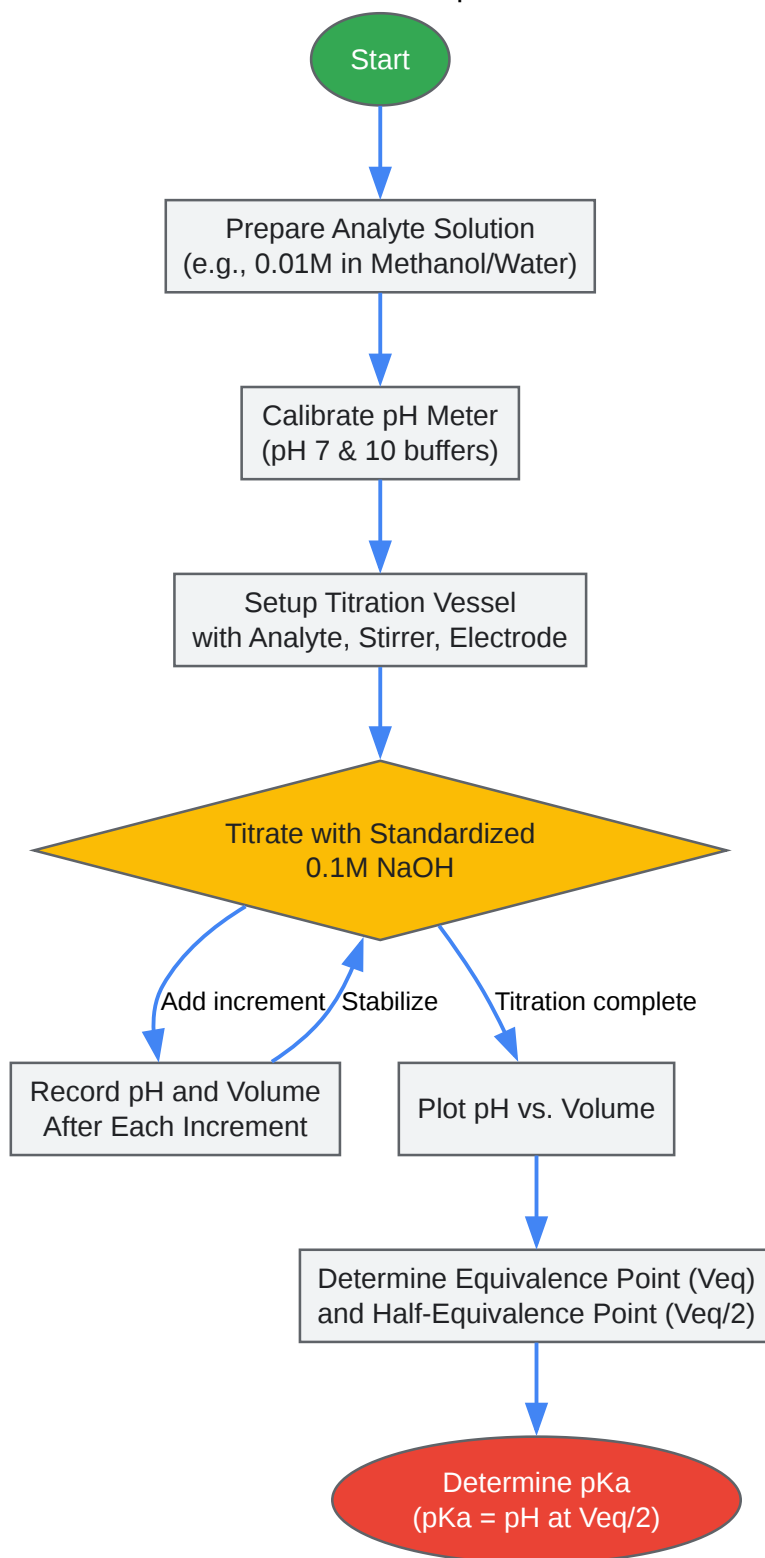 Start
Prepare Analyte Solution
(e.g., 0.01M in Methanol/Water)
Calibrate pH Meter
(pH 7 & 10 buffers)
Setup Titration Vessel
with Analyte, Stirrer, Electrode
Titrate with Standardized
0.1M NaOH
Add increment
Stabilize
Titration complete
Record pH and Volume
After Each Increment
Plot pH vs. Volume
Determine Equivalence Point (Veq)
and Half-Equivalence Point (Veq/2)
Determine pKa
(pKa = pH at Veq/2)